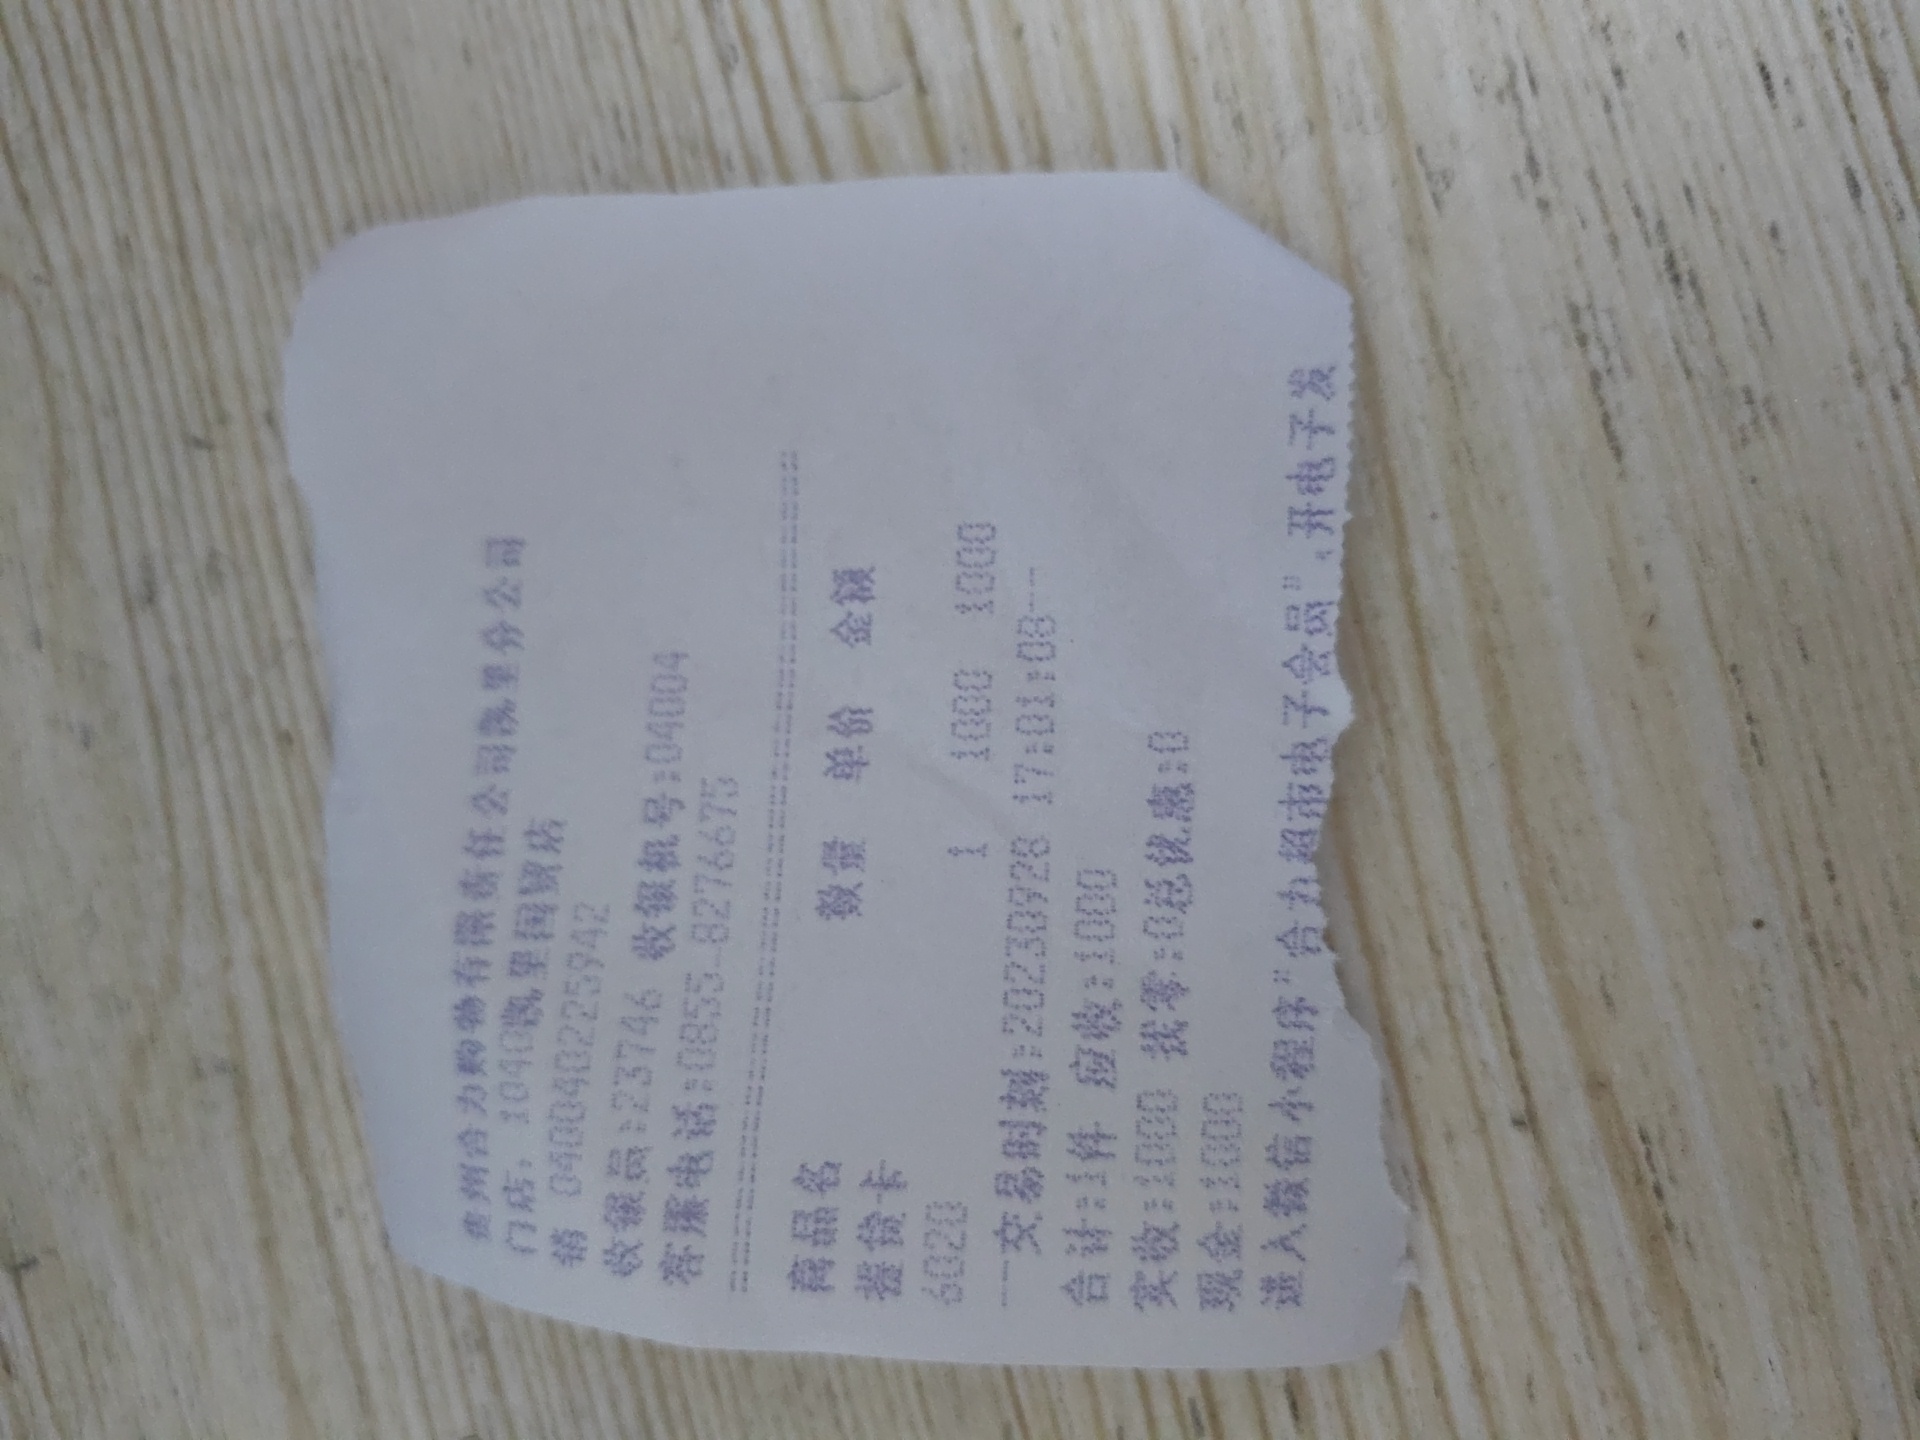 贵州合力购物有限责任公司凯里分公司
门店: 1040凯里国贸店
销 040040225942
收银员:23746 收银机号:04004
客服电话:0855-8276675
商品名 数量 单价 金额
储值卡
6020 1 1000 1000
---交易时刻:20230928 17:01:08---
合计:1件 应收:1000
实收:1000 找零:0总优惠:0
现金:1000
进入微信小程序"合力超市电子会员",开电子发